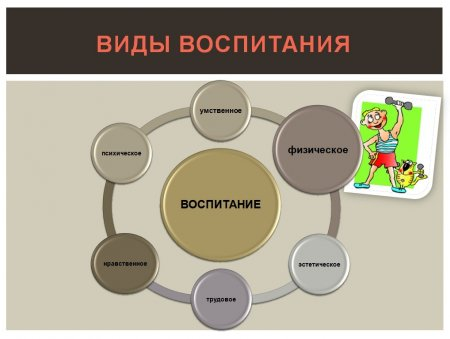 ВИДЫ ВОСПИТАНИЯ
умственное
физическое
психическое
ВОСПИТАНИЕ
нравственное
эстетическое
трудовое